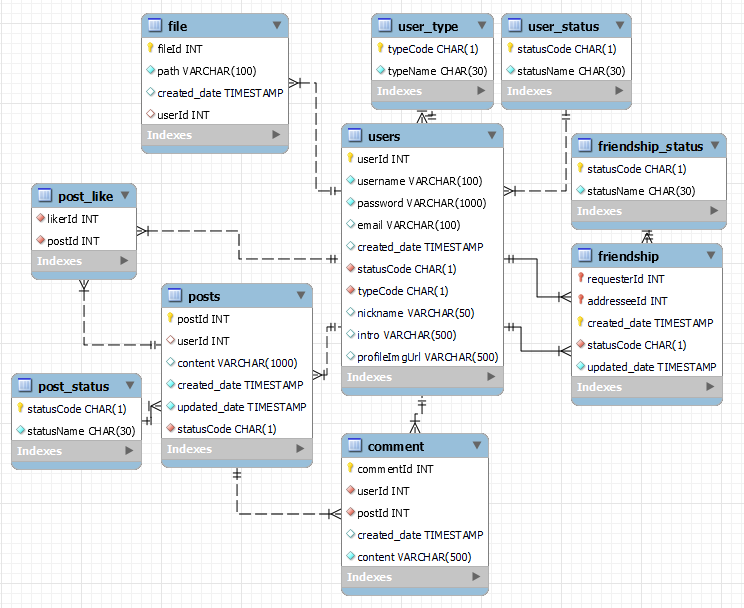 file
fileId INT
path VARCHAR(100)
created_date TIMESTAMP
userId INT
Indexes
user_type
typeCode CHAR(1)
typeName CHAR(30)
Indexes
user_status
statusCode CHAR(1)
statusName CHAR(30)
Indexes
users
userId INT
username VARCHAR(100)
password VARCHAR(1000)
email VARCHAR(100)
created_date TIMESTAMP
statusCode CHAR(1)
typeCode CHAR(1)
nickname VARCHAR(50)
intro VARCHAR(500)
profileImgUrl VARCHAR(500)
Indexes
friendship_status
statusCode CHAR(1)
statusName CHAR(30)
Indexes
post_like
likerId INT
postId INT
Indexes
friendship
requesterId INT
addresseeId INT
created_date TIMESTAMP
statusCode CHAR(1)
updated_date TIMESTAMP
Indexes
posts
postId INT
userId INT
content VARCHAR(1000)
created_date TIMESTAMP
updated_date TIMESTAMP
statusCode CHAR(1)
Indexes
post_status
statusCode CHAR(1)
statusName CHAR(30)
Indexes
comment
commentId INT
userId INT
postId INT
created_date TIMESTAMP
content VARCHAR(500)
Indexes